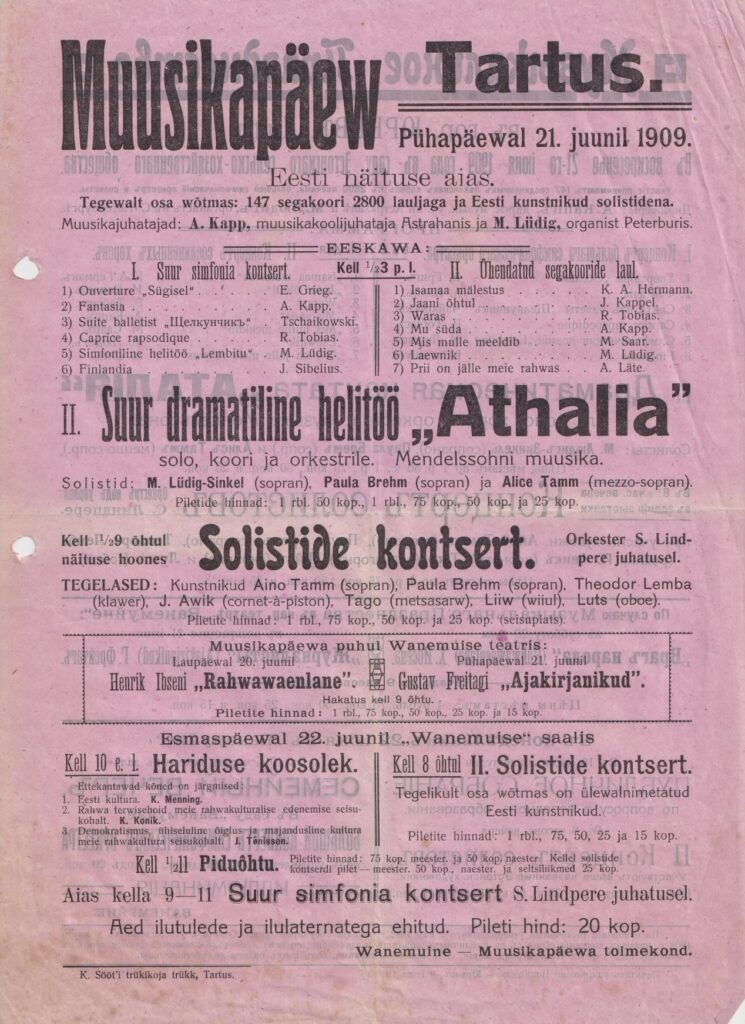 Muusikapäew
Tartus.
Pühapäewal 21. juunil 1909.
Eesti näituse aias.
Tegewalt osa wõtmas: 147 segakoori 2800 lauljaga ja Eesti kunstnikud solistidena.
Muusikajuhatajad: A. Kapp, muusikakoolijuhataja Astrahanis ja M. Lüdig, organist Peterburis.
EESKAWA:
I. Suur simfonia kontsert.
Kell ½3 p. l.
1) Ouverture „Sügisel" . . . . . E. Grieg.
2) Fantasia . . . . . . . . A. Kapp.
3) Suite balletist „Щелкунчикъ" Tschaikowski.
4) Caprice rapsodique . . . . R. Tobias.
5) Simfoniline helitöö „Lembitu" . M. Lüdig.
6) Finlandia . . . . . . . J. Sibelius.
II. Ühendatud segakooride laul.
1) Isamaa mälestus . . . . K. A. Hermann.
2) Jaani õhtul . . . . . . J. Kappel.
3) Waras . . . . . . . . R. Tobias.
4) Mu süda . . . . . . . A. Kapp.
5) Mis mulle meeldib . . . M. Saar.
6) Laewnik . . . . . . . M. Lüdig.
7) Prii on jälle meie rahwas . A. Läte.
II. Suur dramatiline helitöö „Athalia"
solo, koori ja orkestrile. Mendelssohni muusika.
Solistid: M. Lüdig-Sinkel (sopran), Paula Brehm (sopran) ja Alice Tamm (mezzo-sopran).
Piletite hinnad: 1 rbl. 50 kop., 1 rbl., 75 kop., 50 kop. ja 25 kop.
Kell ½9 õhtul
näituse hoones
Solistide kontsert.
Orkester S. Lind-
pere juhatusel.
TEGELASED: Kunstnikud Aino Tamm (sopran), Paula Brehm (sopran), Theodor Lemba
(klawer), J. Awik (cornet-à-piston), Tago (metsasarw), Liiw (wiiul), Luts (oboe).
Piletite hinnad: 1 rbl., 75 kop., 50 kop. ja 25 kop. (seisuplats).
Muusikapäewa puhul Wanemuise teatris:
Laupäewal 20. juunil
Henrik Ibseni „Rahwawaenlane".
Pühapäewal 21. juunil
Gustav Freitagi „Ajakirjanikud".
Hakatus kell 9 õhtu.
Piletite hinnad: 1 rbl., 75 kop., 50 kop., 25 kop. ja 15 kop.
Esmaspäewal 22. juunil „Wanemuise" saalis
Kell 10 e. l. Hariduse koosolek.
Ettekantawad kõned on järgmised:
1. Eesti kultura. K. Menning.
2. Rahwa terwisehoid, meie rahwakulturalise edenemise seisu-
kohalt. K. Konik.
3. Demokratismus, ühiseluline õiglus ja majandusline kultura
meie rahwakultura seisukohalt. J. Tõnisson.
Kell 8 õhtul II. Solistide kontsert.
Tegelikult osa wõtmas on ülewalnimetatud
Eesti kunstnikud.
Piletite hinnad: 1 rbl., 75, 50, 25 ja 15 kop.
Kell ½11 Piduõhtu. Piletite hinnad: 75 kop. meester. ja 50 kop. naester. Kellel solistide
kontserdi pilet — meester. 50 kop., naester. ja seltsiliikmed 25 kop.
Aias kella 9—11 Suur simfonia kontsert S. Lindpere juhatusel.
Aed ilutulede ja ilulaternatega ehitud. Pileti hind: 20 kop.
Wanemuine — Muusikapäewa toimekond.
K. Sööt'i trükikoja trükk, Tartus.